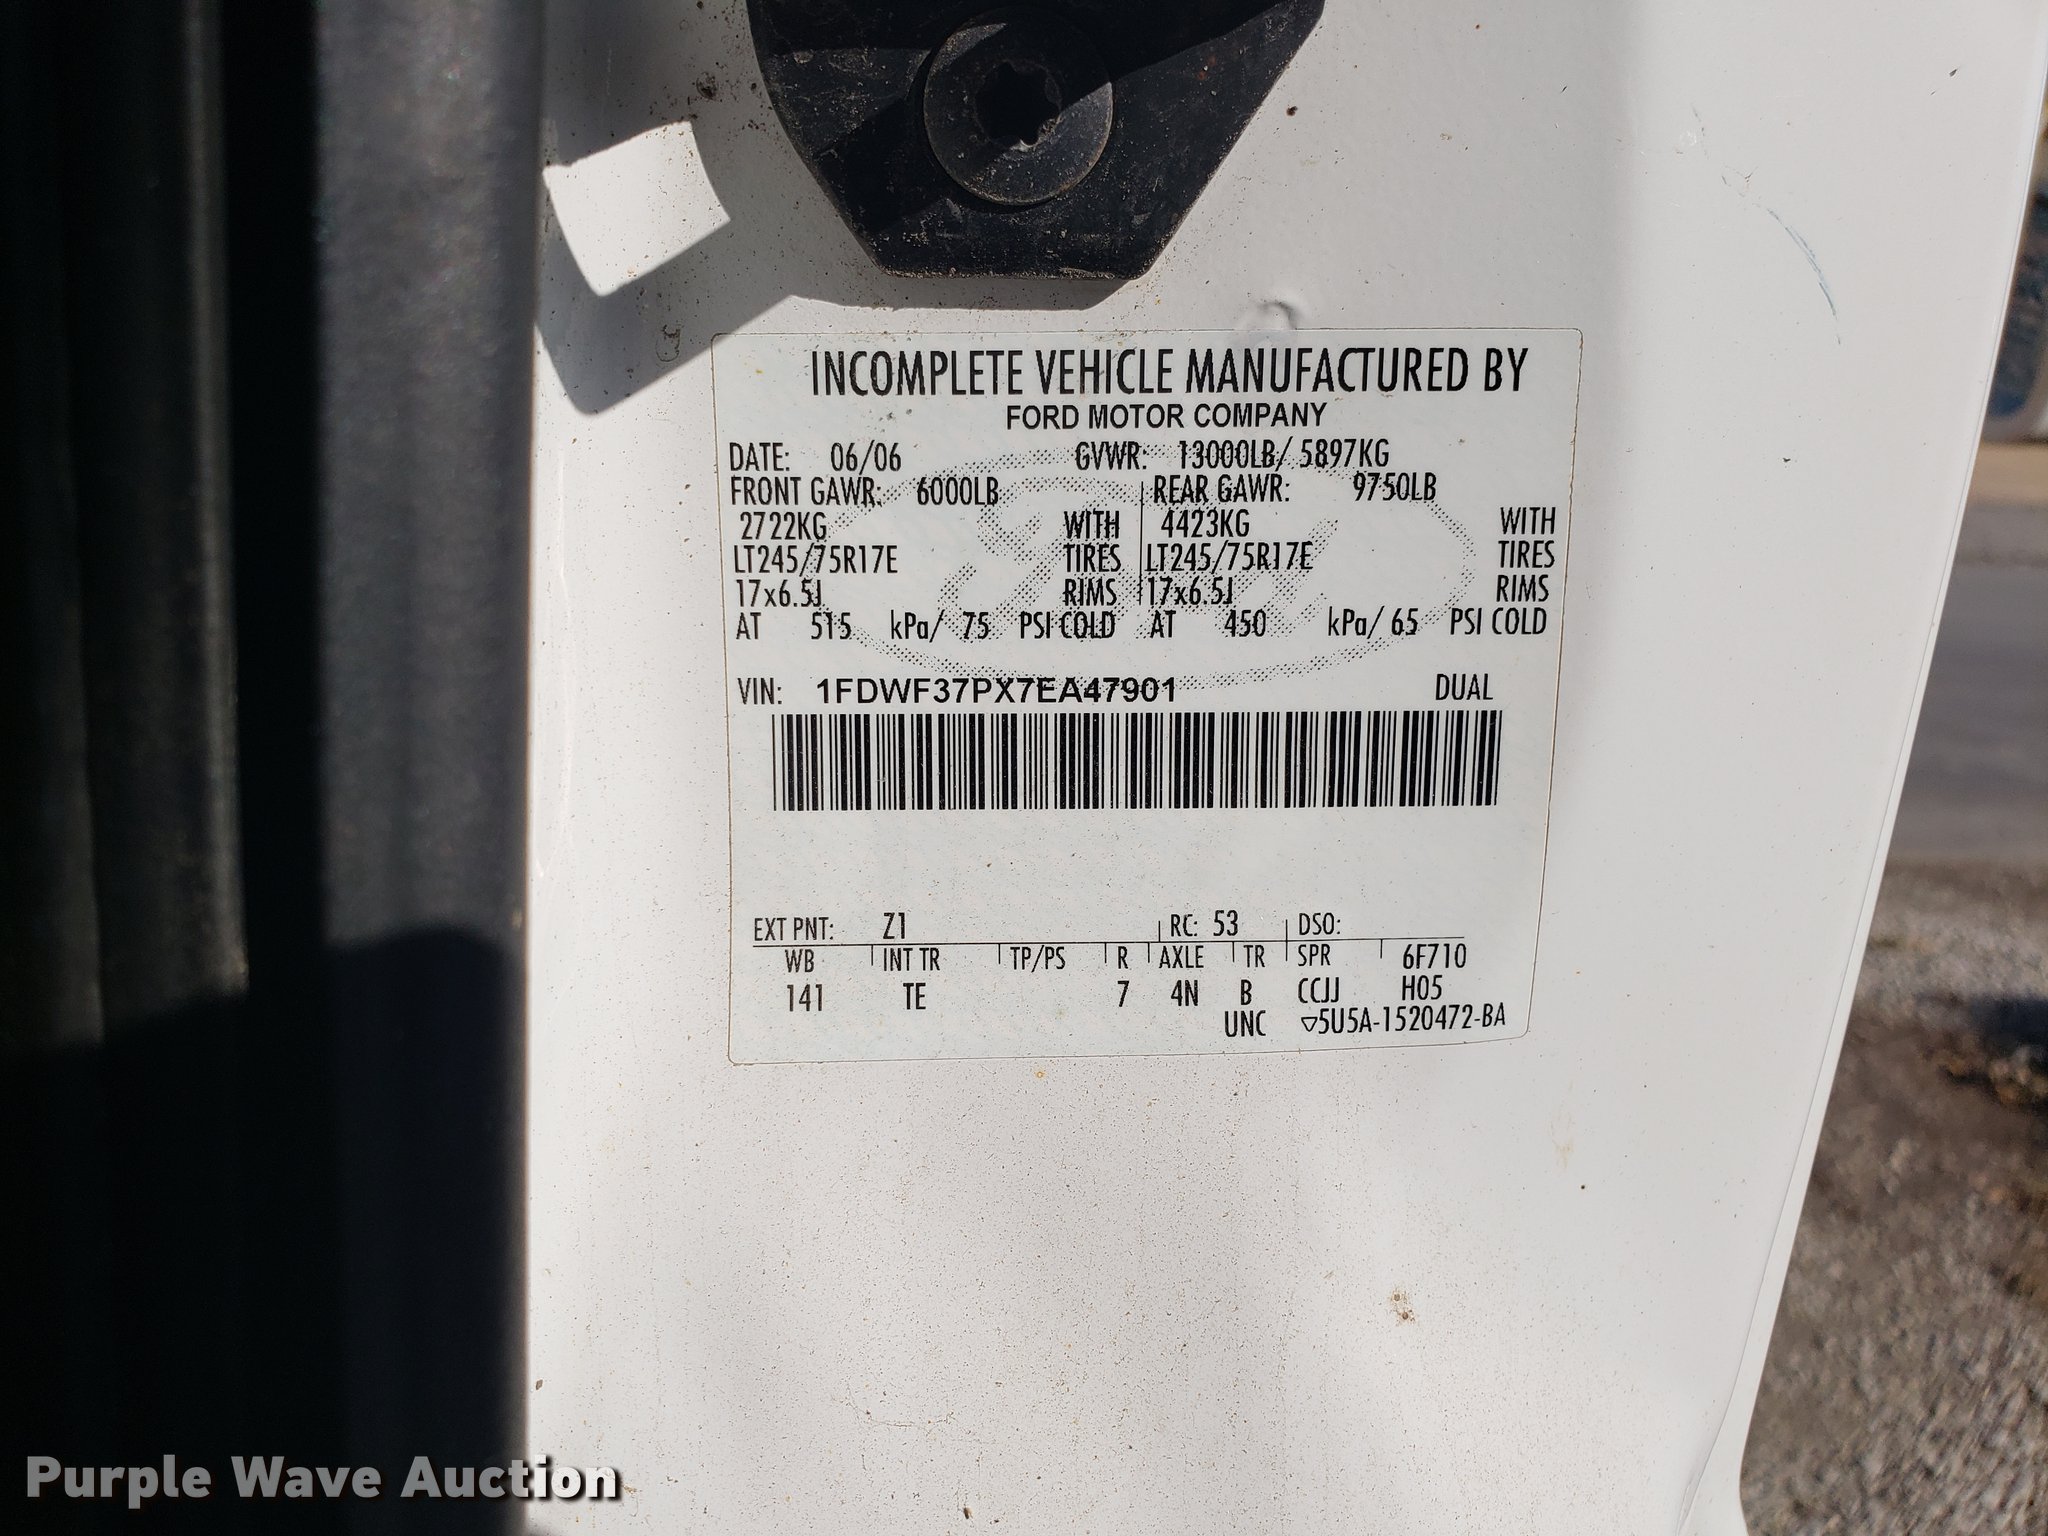 INCOMPLETE VEHICLE MANUFACTURED BY
FORD MOTOR COMPANY
DATE: 06/06 GVWR: 13000LB/ 5897KG
FRONT GAWR: 6000LB REAR GAWR: 9750LB
2722KG WITH 4423KG WITH
LT245/75R17E TIRES LT245/75R17E TIRES
17x6.5J RIMS 17x6.5J RIMS
AT 515 kPa/ 75 PSI COLD AT 450 kPa/ 65 PSI COLD
VIN: 1FDWF37PX7EA47901 DUAL
EXT PNT: Z1 RC: 53 DSO:
WB INT TR TP/PS R AXLE TR SPR 6F710
141 TE 7 4N B CCJJ H05
UNC ▽5U5A-1520472-BA
Purple Wave Auction